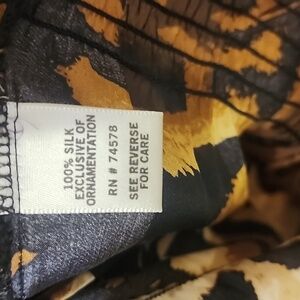 100% SILK
EXCLUSIVE OF
ORNAMENTATION
RN # 74578
SEE REVERSE
FOR CARE